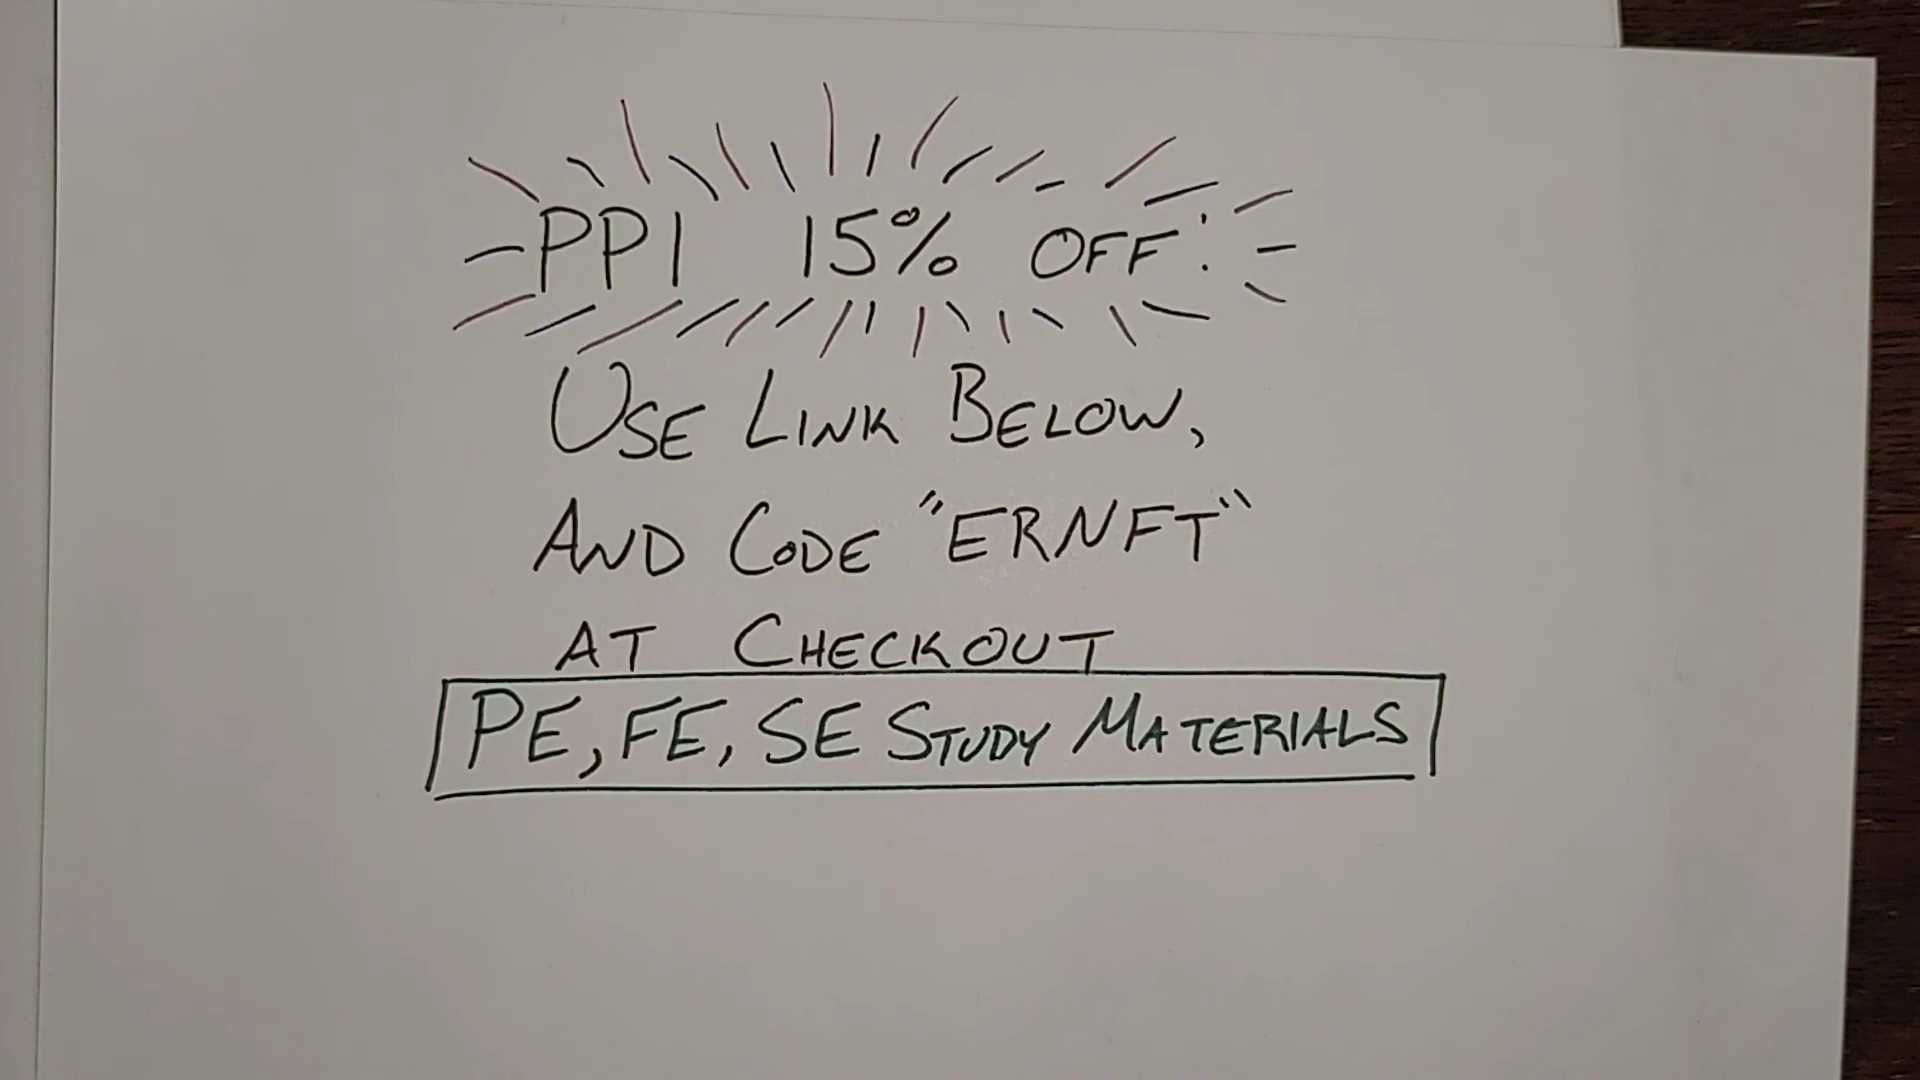 PPI 15% OFF:
USE LINK BELOW,
AND CODE "ERNFT"
AT CHECKOUT
PE, FE, SE STUDY MATERIALS